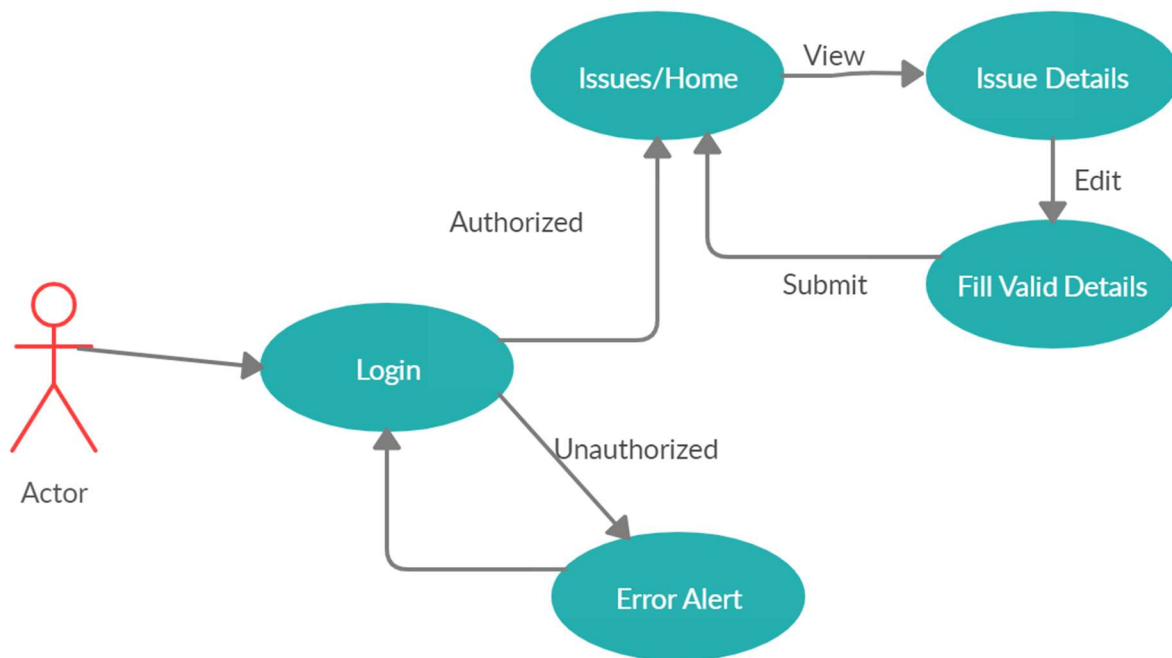 View
Issues/Home
Issue Details
Edit
Authorized
Submit
Fill Valid Details
Login
Unauthorized
Actor
Error Alert